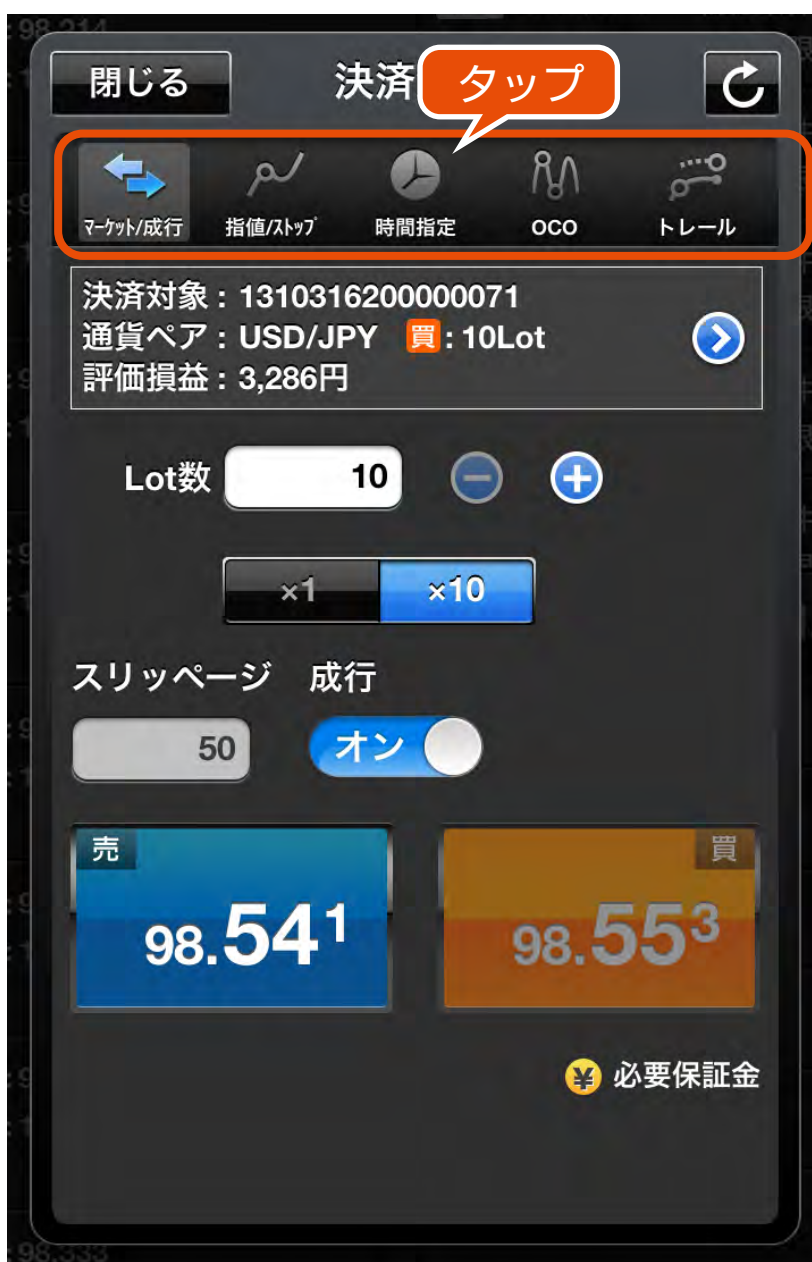 98.214
閉じる
決済
タップ
マーケット/成行
指値/ストップ
時間指定
OCO
トレール
決済対象：1310316200000071
通貨ペア：USD/JPY 買：10Lot
評価損益：3,286円
Lot数 10
×1 ×10
スリッページ 成行
50 オン
売
98.541
買
98.553
¥ 必要保証金
98.333